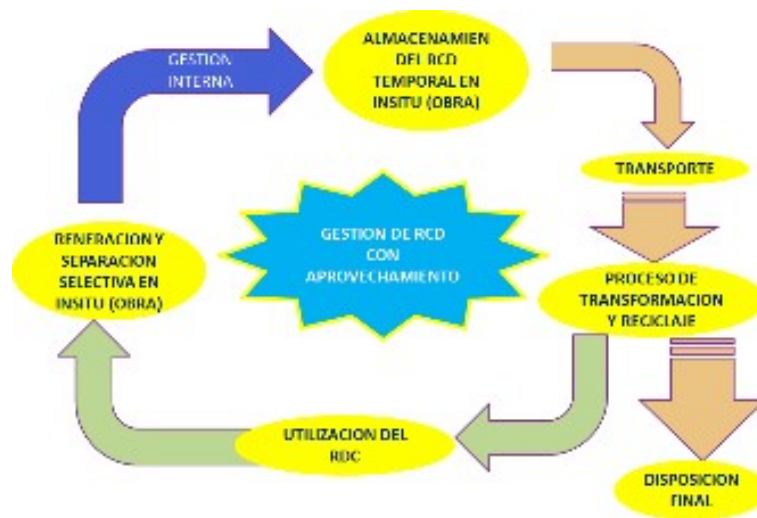 GESTION
INTERNA
ALMACENAMIEN
DEL RCD
TEMPORAL EN
INSITU (OBRA)
TRANSPORTE
GESTION DE RCD
CON
APROVECHAMIENTO
RENERACION Y
SEPARACION
SELECTIVA EN
INSITU (OBRA)
PROCESO DE
TRANSFORMACION
Y RECICLAJE
UTILIZACION DEL
RDC
DISPOSICION
FINAL